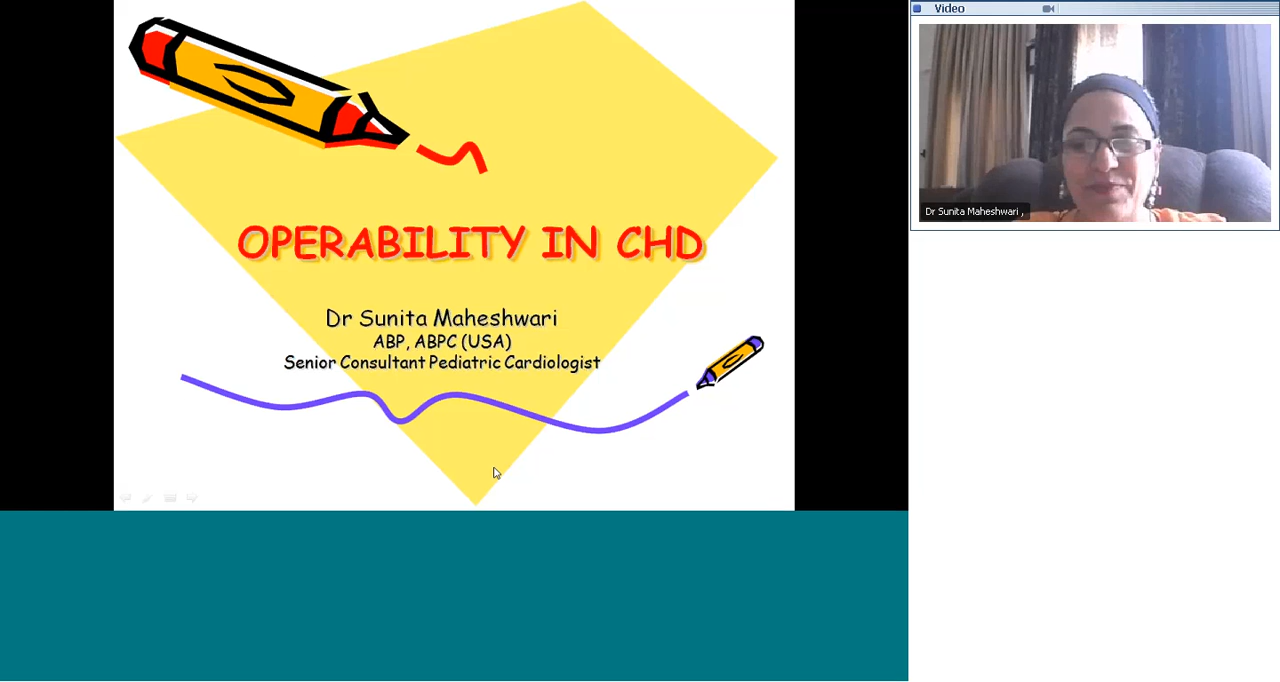 OPERABILITY IN CHD
Dr Sunita Maheshwari
ABP, ABPC (USA)
Senior Consultant Pediatric Cardiologist
Video
Dr Sunita Maheshwari ,